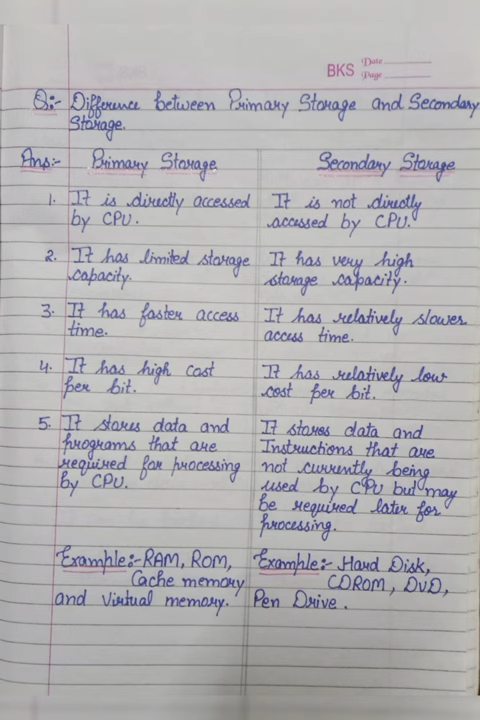 BKS Date
Page
Q:- Difference between Primary Storage and Secondary
Storage.
Ans:- Primary Storage Secondary Storage
1. It is directly accessed
by CPU.
It is not directly
accessed by CPU.
2. It has limited storage
capacity.
It has very high
storage capacity.
3. It has faster access
time.
It has relatively slower
access time.
4. It has high cost
per bit.
It has relatively low
cost per bit.
5. It stores data and
programs that are
required for processing
by CPU.
It stores data and
Instructions that are
not currently being
used by CPU but may
be required later for
processing.
Example:- RAM, ROM,
Cache memory
and virtual memory.
Example:- Hard Disk,
CDROM, DVD,
Pen Drive.